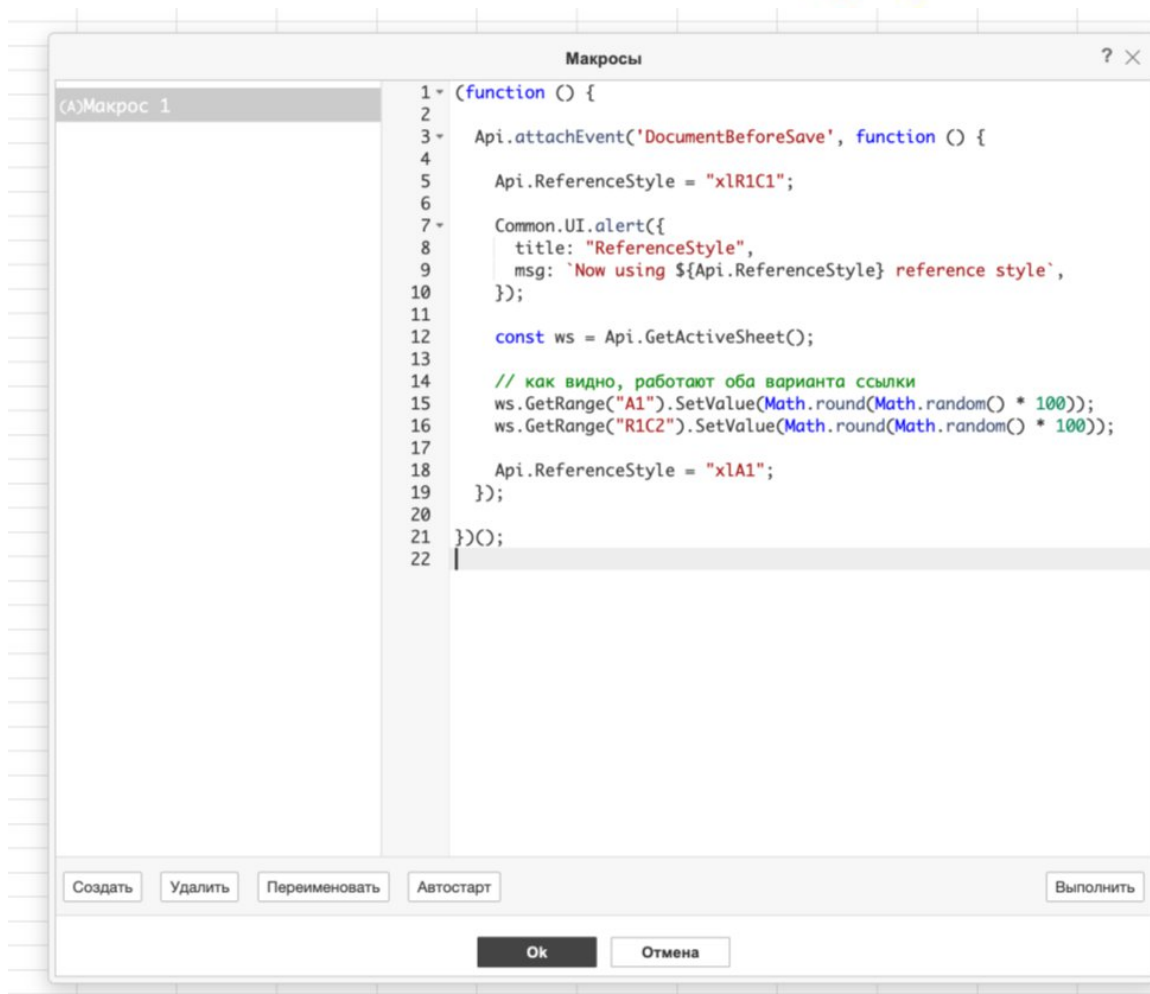 Макросы
?
(A)Макрос 1
1 (function () {
2
3 Api.attachEvent('DocumentBeforeSave', function () {
4
5 Api.ReferenceStyle = "xlR1C1";
6
7 Common.UI.alert({
8 title: "ReferenceStyle",
9 msg: `Now using ${Api.ReferenceStyle} reference style`,
10 });
11
12 const ws = Api.GetActiveSheet();
13
14 // как видно, работают оба варианта ссылки
15 ws.GetRange("A1").SetValue(Math.round(Math.random() * 100));
16 ws.GetRange("R1C2").SetValue(Math.round(Math.random() * 100));
17
18 Api.ReferenceStyle = "xlA1";
19 });
20
21 })();
22
Создать Удалить Переименовать Автостарт Выполнить
Ok Отмена